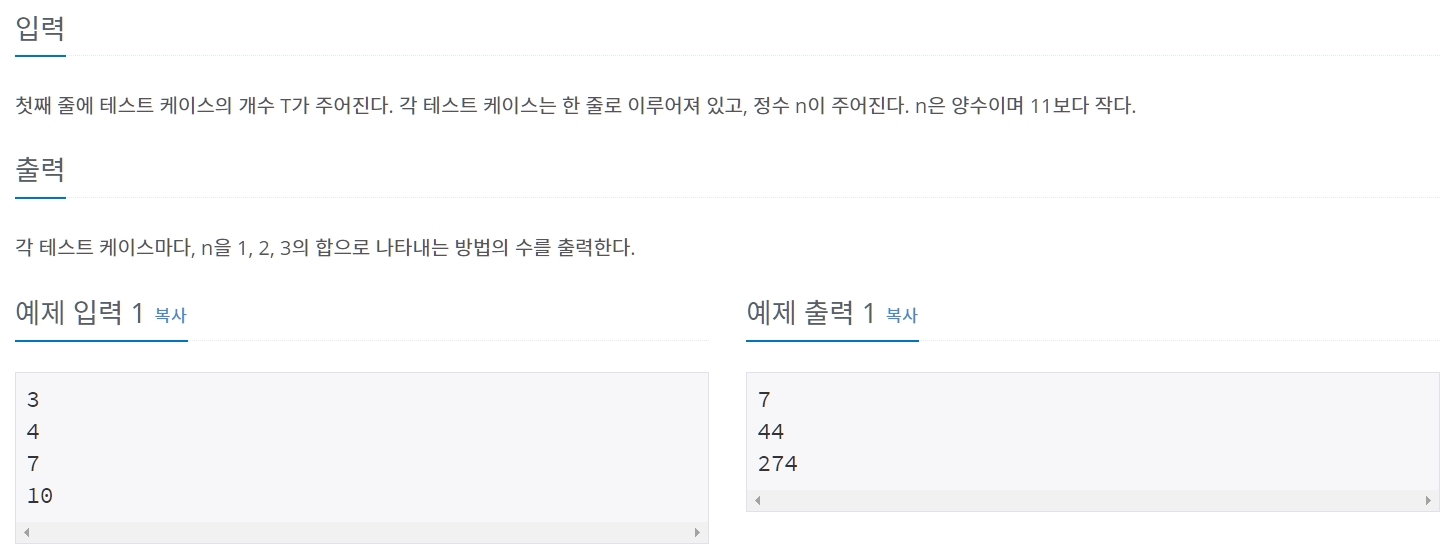 입력
첫째 줄에 테스트 케이스의 개수 T가 주어진다. 각 테스트 케이스는 한 줄로 이루어져 있고, 정수 n이 주어진다. n은 양수이며 11보다 작다.
출력
각 테스트 케이스마다, n을 1, 2, 3의 합으로 나타내는 방법의 수를 출력한다.
예제 입력 1 복사
3
4
7
10
예제 출력 1 복사
7
44
274